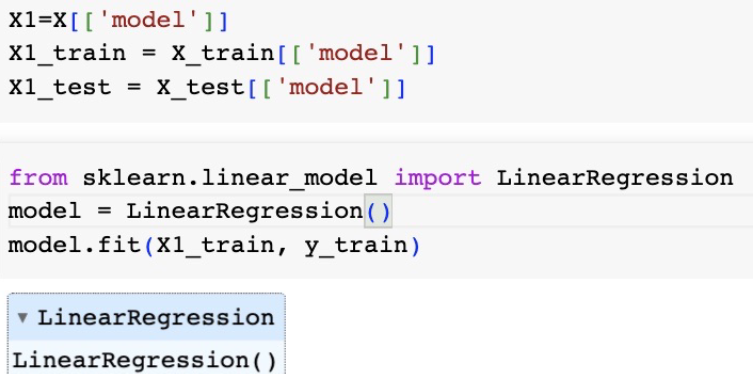 X1=X[['model']]
X1_train = X_train[['model']]
X1_test = X_test[['model']]
from sklearn.linear_model import LinearRegression
model = LinearRegression()
model.fit(X1_train, y_train)
▾ LinearRegression
LinearRegression()